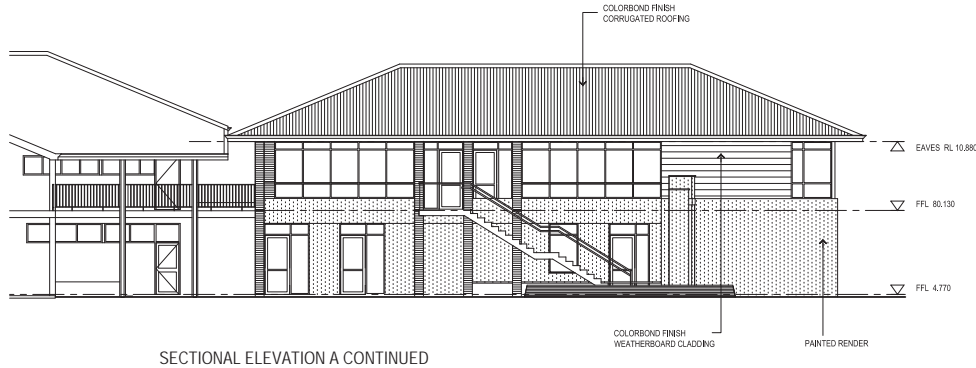 COLORBOND FINISH
CORRUGATED ROOFING
EAVES RL 10.880
FFL 80.130
FFL 4.770
COLORBOND FINISH
WEATHERBOARD CLADDING
PAINTED RENDER
SECTIONAL ELEVATION A CONTINUED